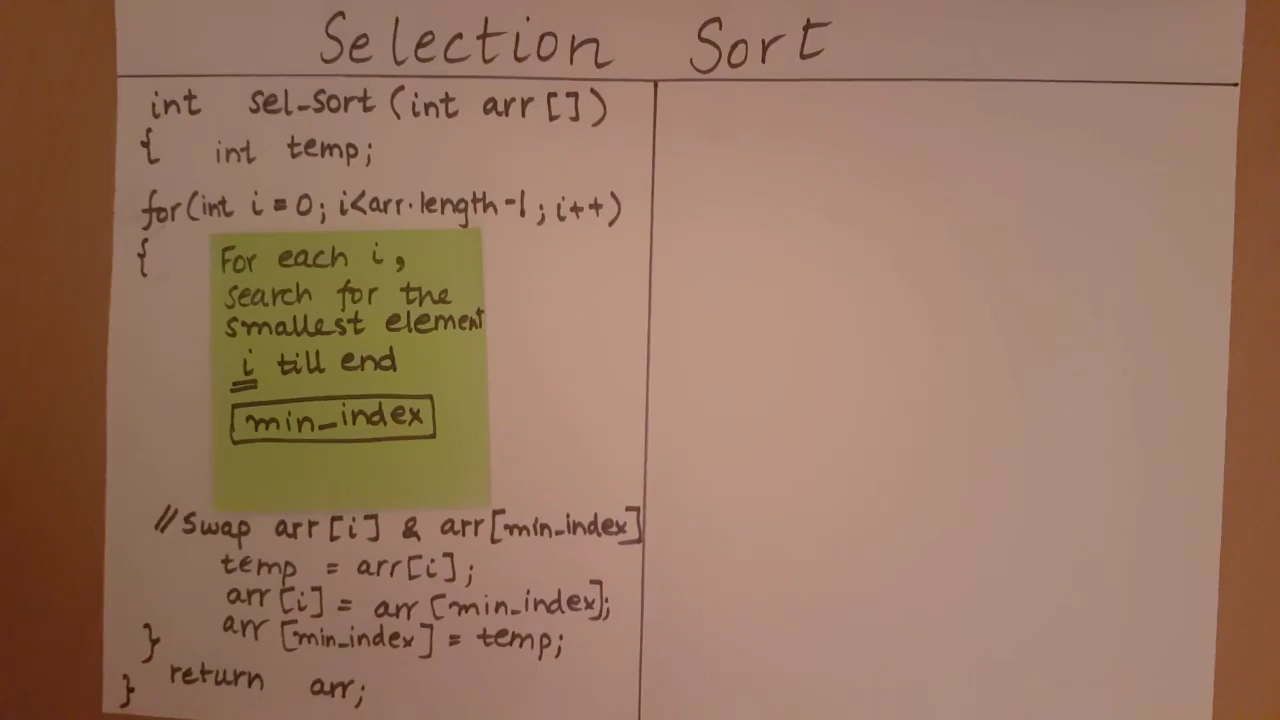 Selection Sort
int sel-sort (int arr [])
{ int temp;
for(int i = 0; i<arr.length-1; i++)
{
For each i,
search for the
smallest element
i till end
min_index
// Swap arr[i] & arr[min_index]
temp = arr[i];
arr[i] = arr [min_index];
arr [min_index] = temp;
}
return arr;
}